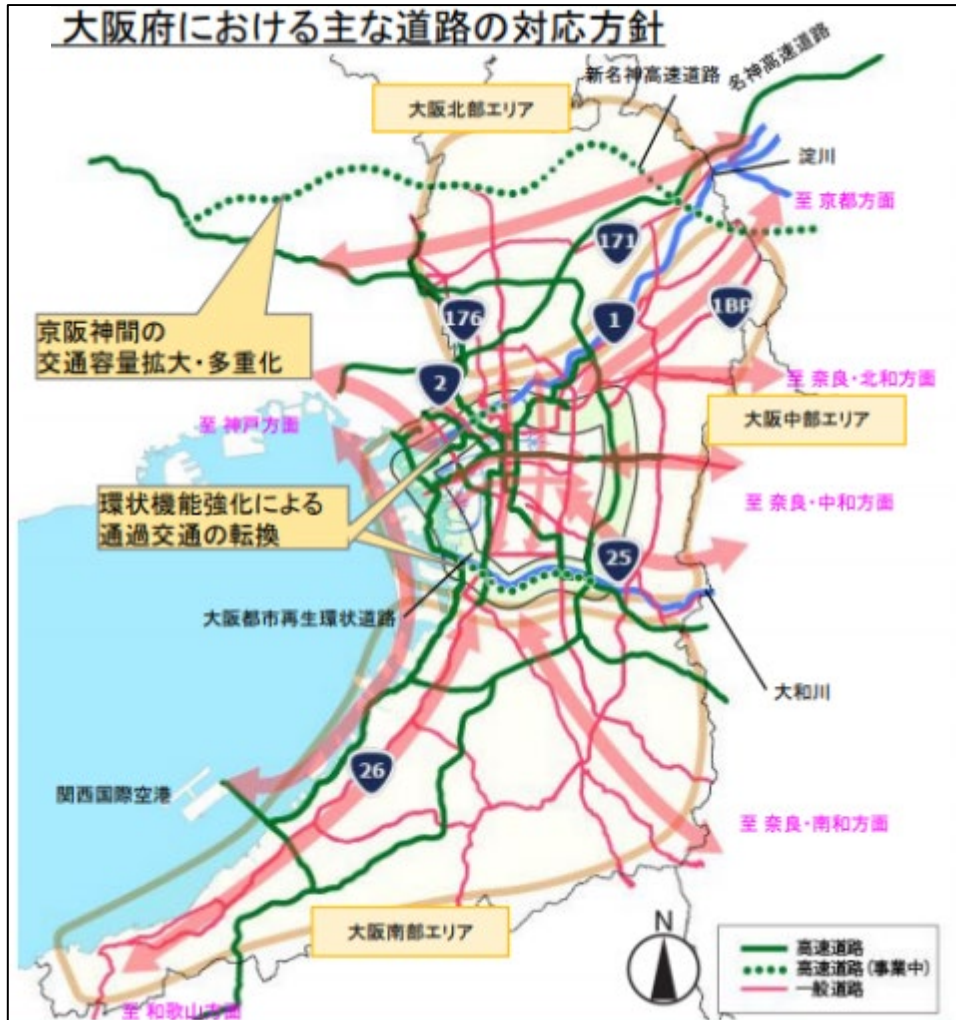 大阪府における主な道路の対応方針
名神高速道路
新名神高速道路
大阪北部エリア
淀川
至 京都方面
171
1BP
176
1
京阪神間の
交通容量拡大・多重化
2
至 奈良・北和方面
大阪中部エリア
至 神戸方面
環状機能強化による
通過交通の転換
至 奈良・中和方面
25
大阪都市再生環状道路
大和川
26
関西国際空港
至 奈良・南和方面
大阪南部エリア
N
高速道路
高速道路(事業中)
一般道路
至 和歌山方面